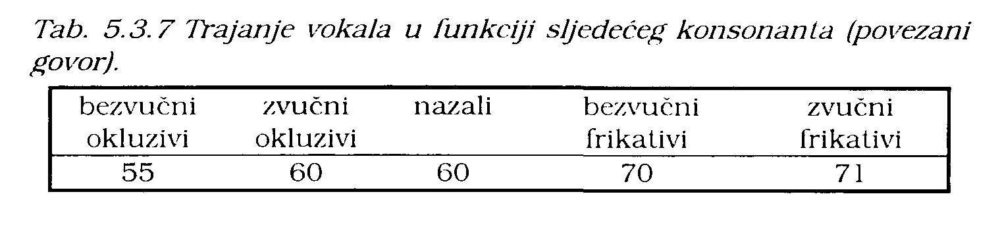 Tab. 5.3.7 Trajanje vokala u funkciji sljedećeg konsonanta (povezani
govor).
bezvučni zvučni nazali bezvučni zvučni
okluzivi okluzivi frikativi frikativi
55 60 60 70 71